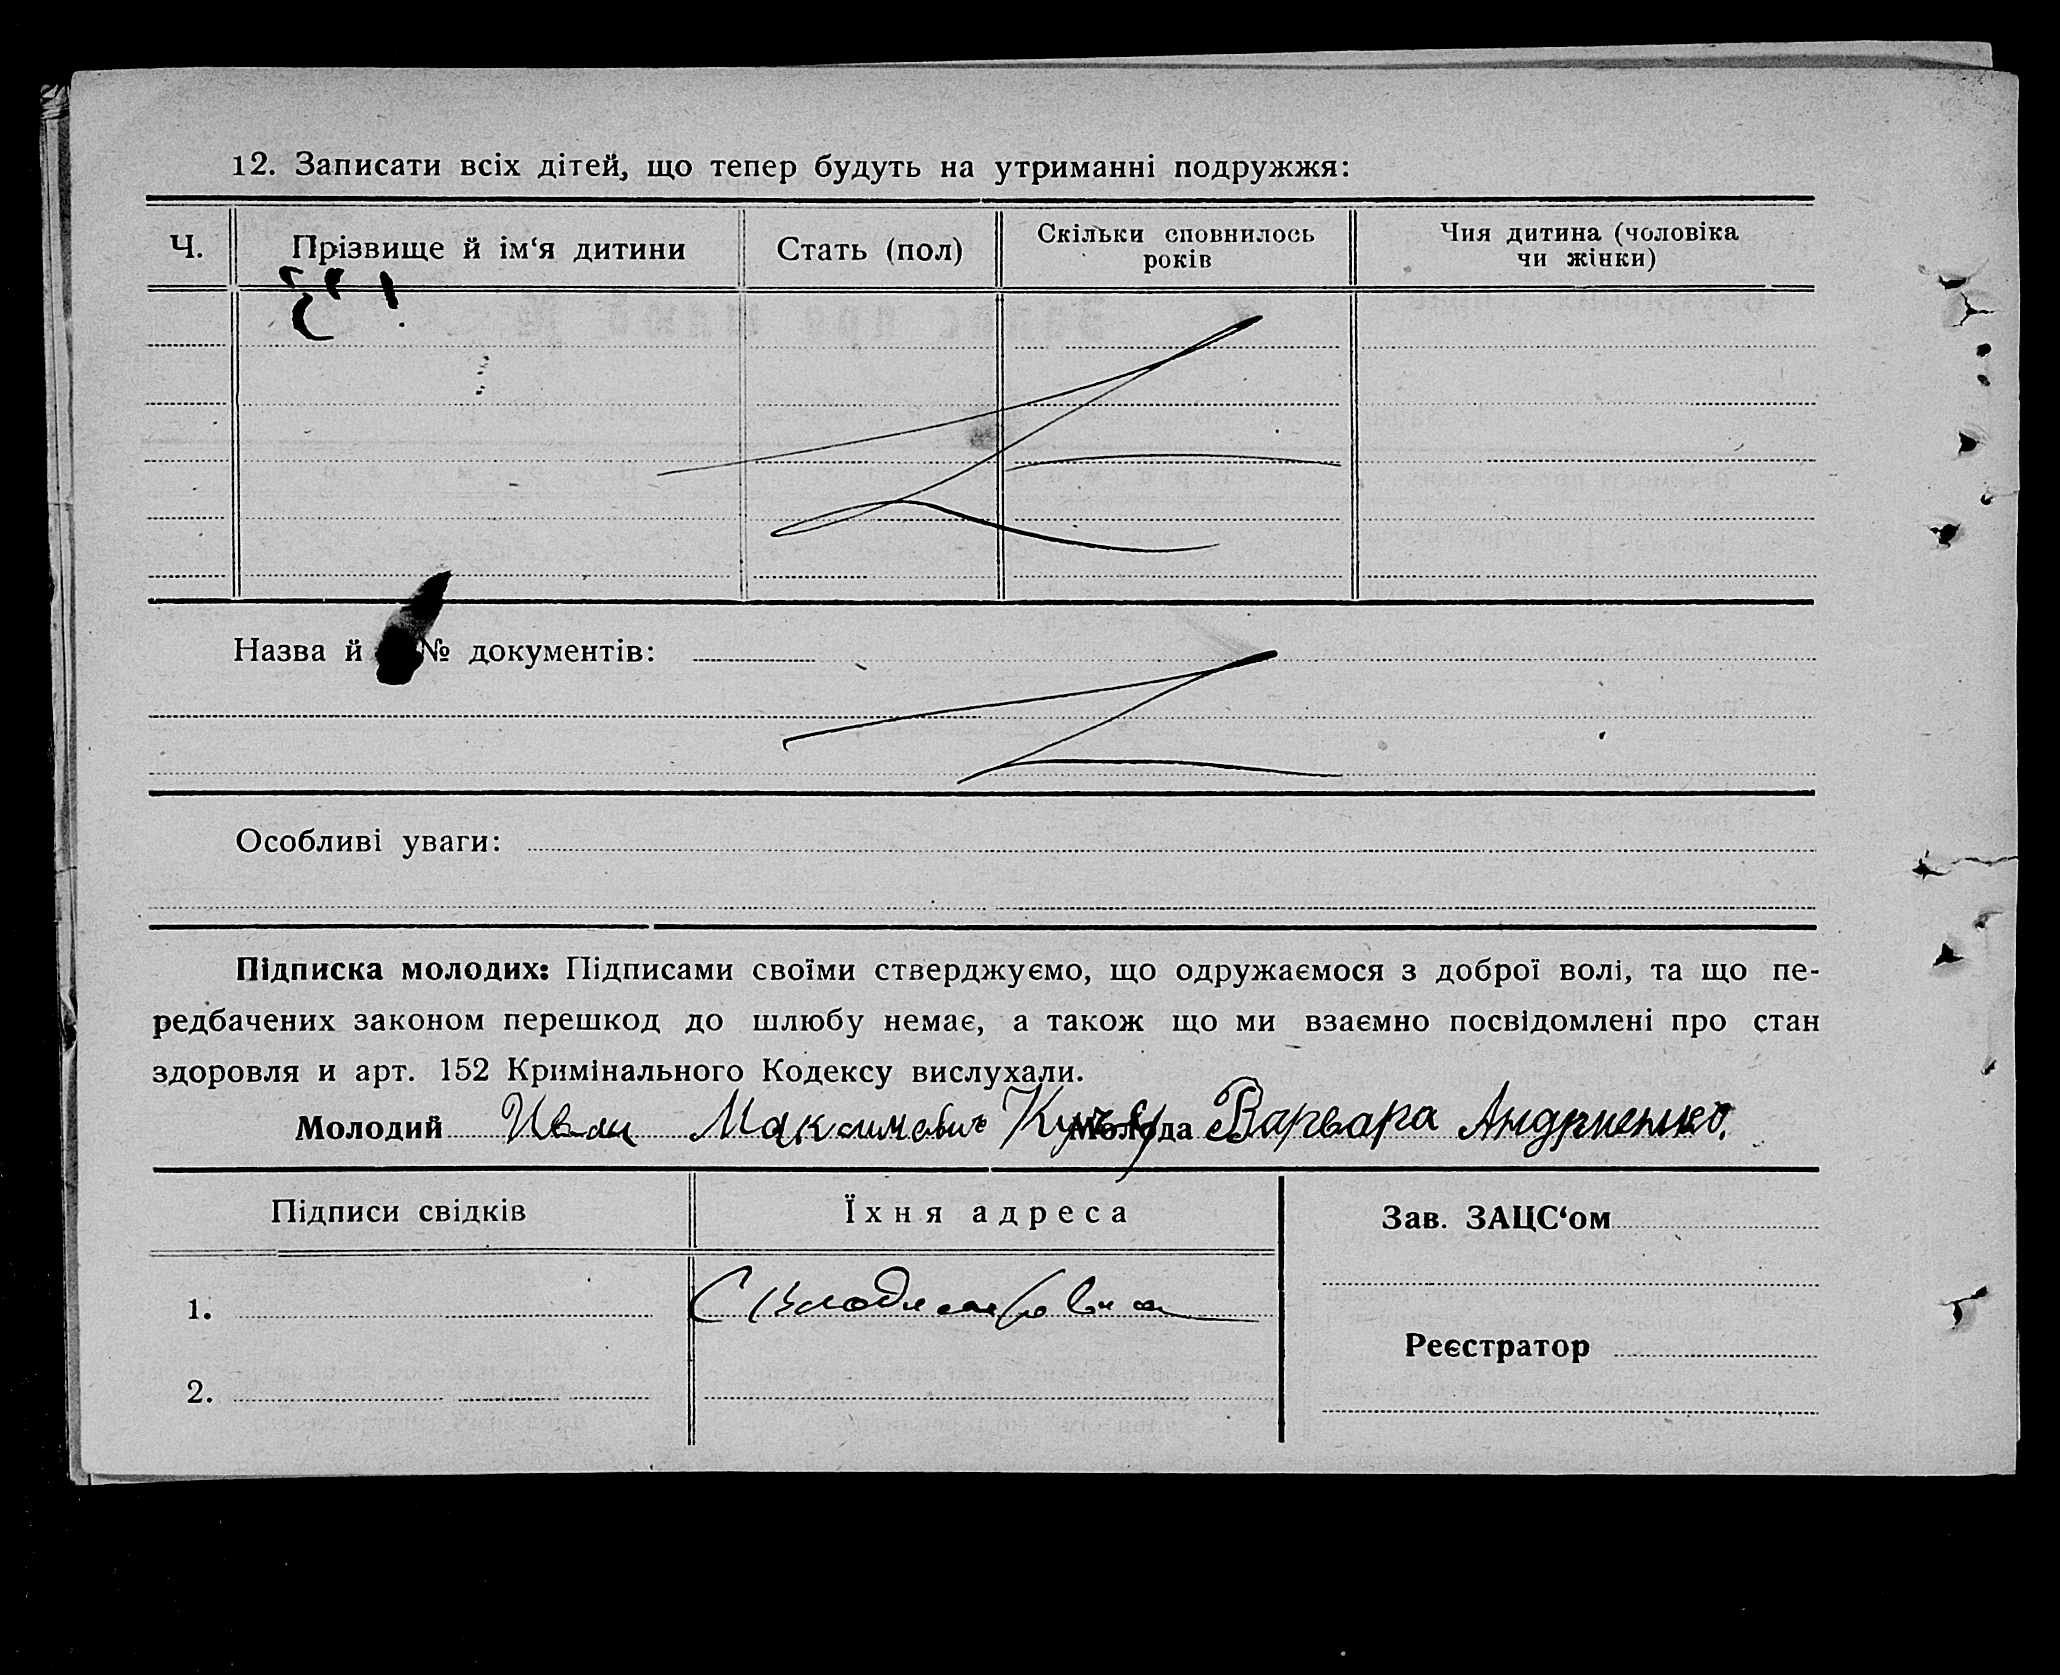 12. Записати всіх дітей, що тепер будуть на утриманні подружжя:
Ч. Прізвище й ім‘я дитини Стать (пол) Скільки сповнилось років Чия дитина (чоловіка чи жінки)
Назва й № документів:
Особливі уваги:
Підписка молодих: Підписами своїми стверджуємо, що одружаємося з доброї волі, та що пе-
редбачених законом перешкод до шлюбу немає, а також що ми взаємно посвідомлені про стан
здоровля и арт. 152 Кримінального Кодексу вислухали.
Молодий Иван Максимович Молода Варвара Андриенко.
Підписи свідків Їхня адреса Зав. ЗАЦС‘ом
1.
Реєстратор
2.